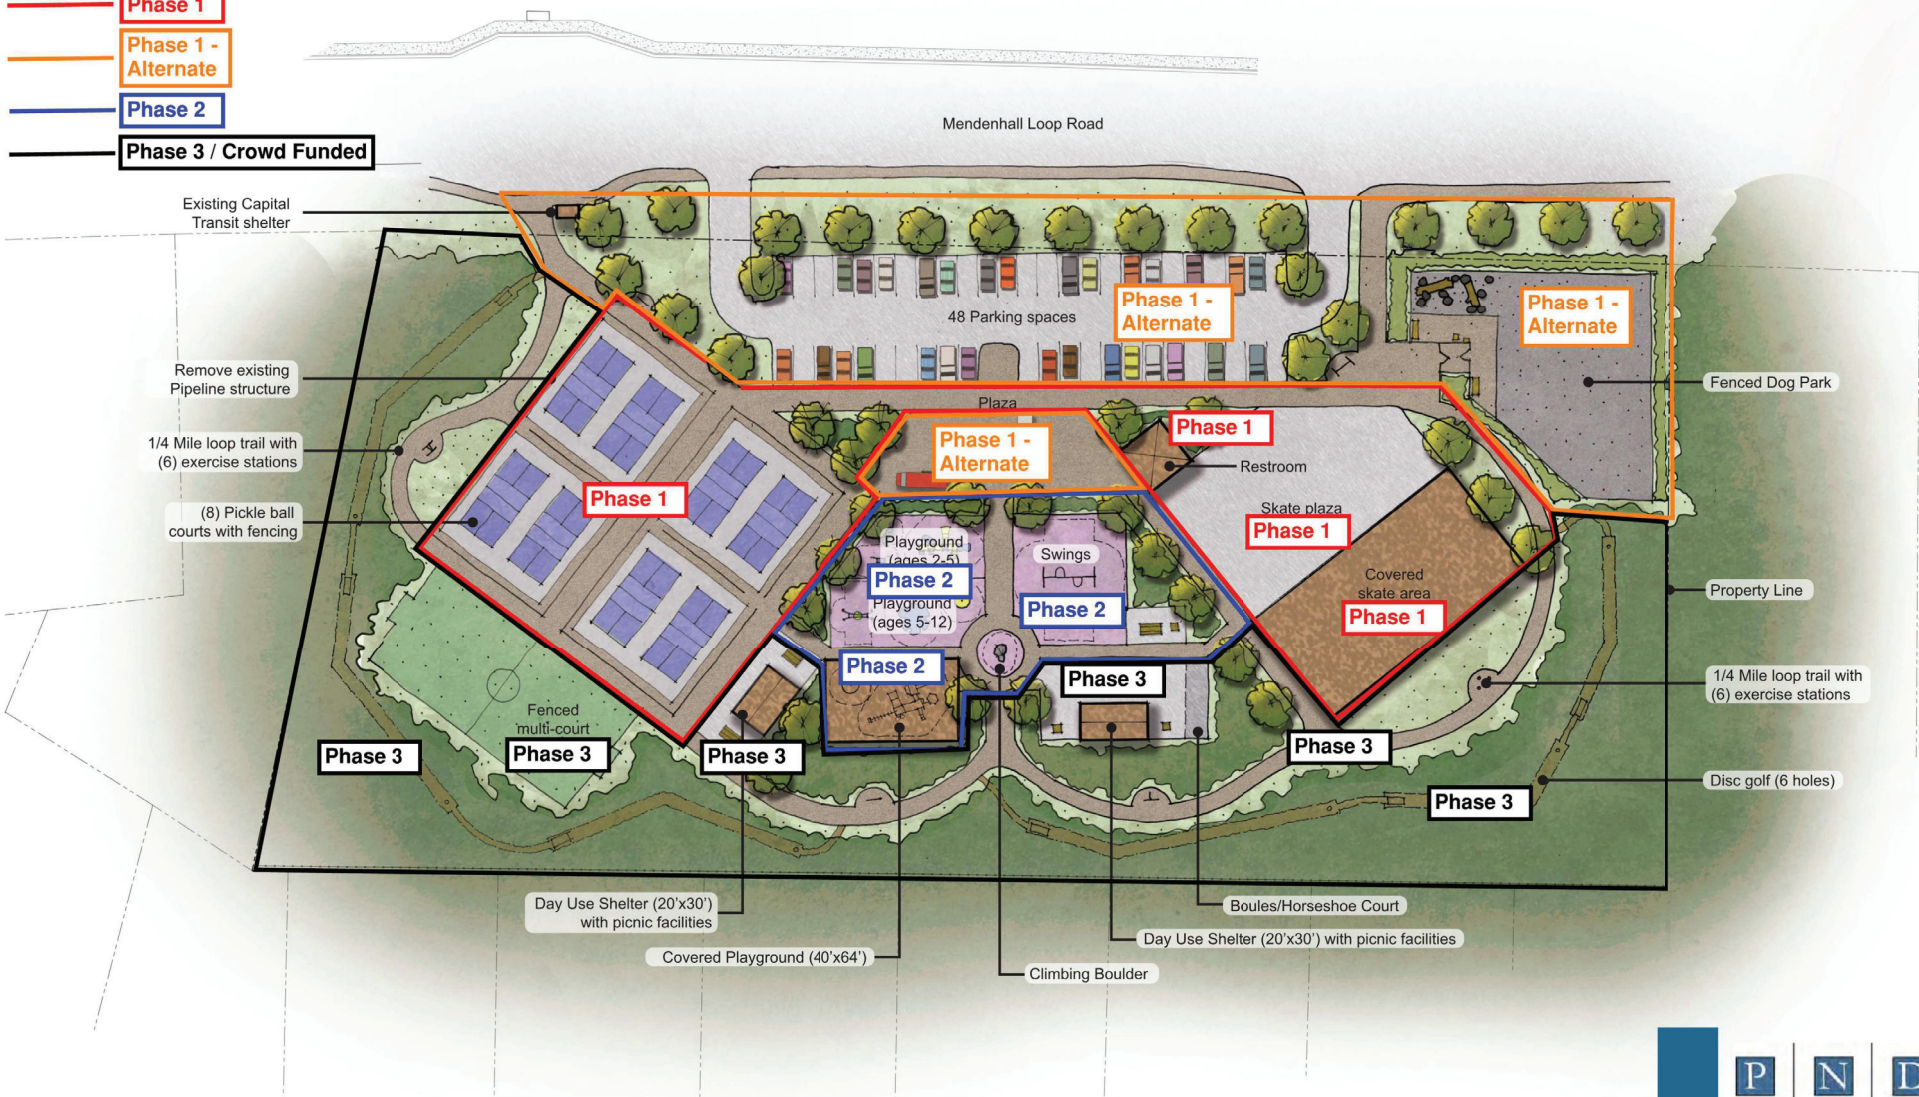 Phase 1
Phase 1 -
Alternate
Phase 2
Phase 3 / Crowd Funded
Mendenhall Loop Road
Existing Capital
Transit shelter
Remove existing
Pipeline structure
1/4 Mile loop trail with
(6) exercise stations
(8) Pickle ball
courts with fencing
48 Parking spaces
Phase 1 -
Alternate
Phase 1 -
Alternate
Fenced Dog Park
Plaza
Phase 1 -
Alternate
Phase 1
Restroom
Phase 1
Skate plaza
Phase 1
Playground
(ages 2-5)
Phase 2
Playground
(ages 5-12)
Swings
Phase 2
Covered
skate area
Phase 1
Property Line
Phase 2
Phase 3
1/4 Mile loop trail with
(6) exercise stations
Fenced
multi-court
Phase 3
Phase 3
Phase 3
Phase 3
Phase 3
Disc golf (6 holes)
Day Use Shelter (20'x30')
with picnic facilities
Covered Playground (40'x64')
Boules/Horseshoe Court
Day Use Shelter (20'x30') with picnic facilities
Climbing Boulder
P N D